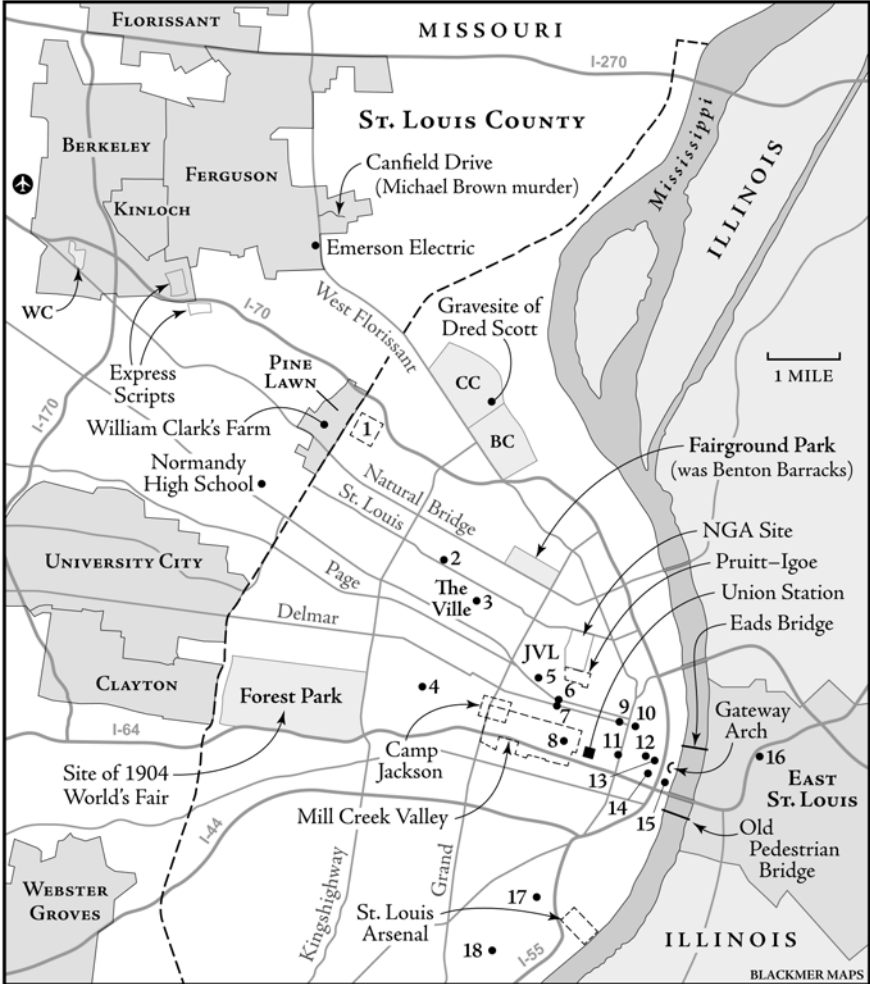 FLORISSANT
MISSOURI
I-270
ST. LOUIS COUNTY
BERKELEY
FERGUSON
KINLOCH
Canfield Drive
(Michael Brown murder)
Mississippi
ILLINOIS
Emerson Electric
WC
I-70
West Florissant
Gravesite of
Dred Scott
Express
Scripts
PINE
LAWN
CC
1 MILE
I-170
William Clark's Farm
1
BC
Normandy
High School
Fairground Park
(was Benton Barracks)
Natural Bridge
St. Louis
NGA Site
Pruitt–Igoe
Union Station
Eads Bridge
UNIVERSITY CITY
2
Page
The
Ville
3
Delmar
JVL
5
6
7
CLAYTON
Forest Park
4
9
10
Gateway
Arch
I-64
Camp
Jackson
8
11
12
13
16
EAST
ST. LOUIS
Site of 1904
World's Fair
Mill Creek Valley
14
15
Old
Pedestrian
Bridge
I-44
WEBSTER
GROVES
Kingshighway
Grand
17
St. Louis
Arsenal
18
I-55
ILLINOIS
BLACKMER MAPS